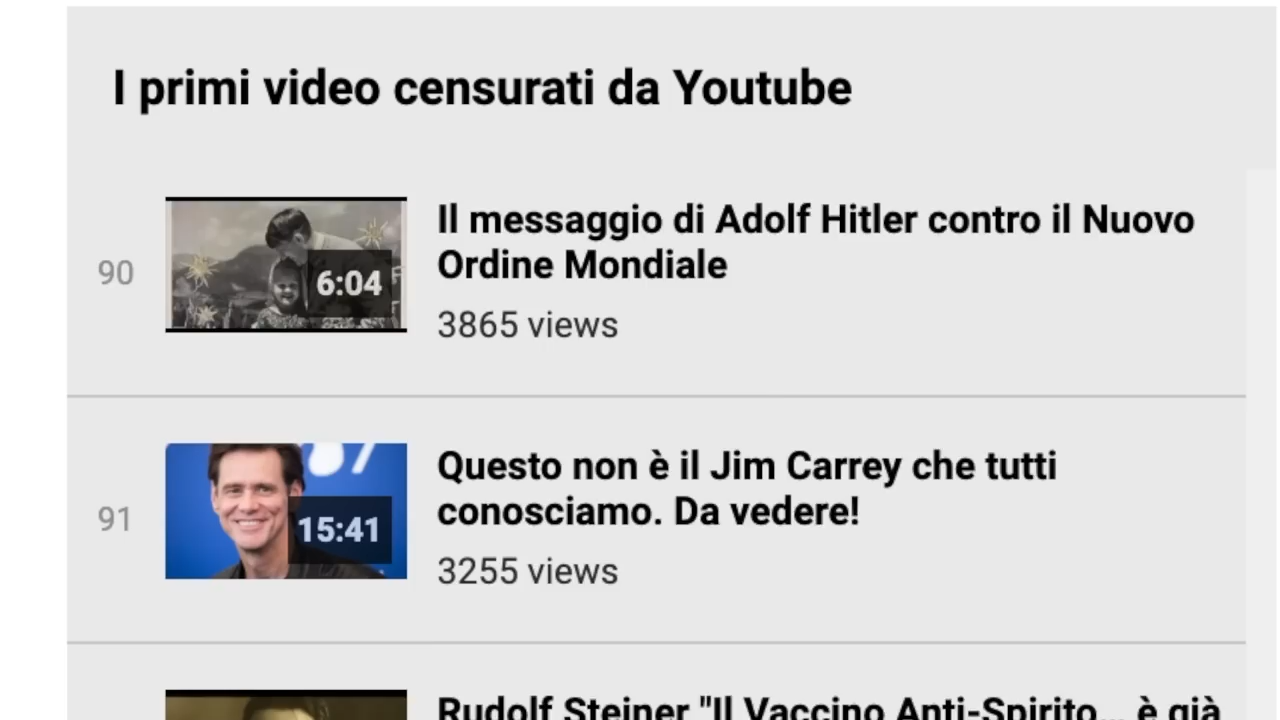 I primi video censurati da Youtube
90
6:04
Il messaggio di Adolf Hitler contro il Nuovo
Ordine Mondiale
3865 views
91
15:41
Questo non è il Jim Carrey che tutti
conosciamo. Da vedere!
3255 views
Rudolf Steiner "Il Vaccino Anti-Spirito... è già